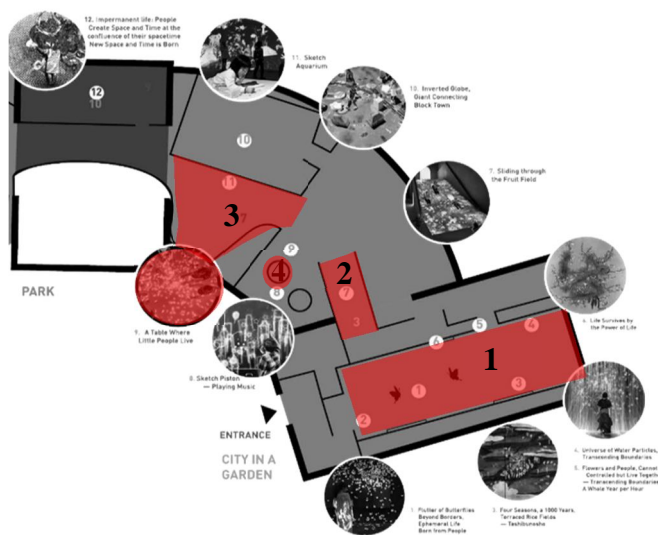 12. Impermanent life: People
Create Space and Time at the
confluence of their spacetime
New Space and Time is Born
11. Sketch
Aquarium
10. Inverted Globe,
Giant Connecting
Block Town
7. Sliding through
the Fruit Field
12
10
10
11
3
7
9
4
8
2
7
3
PARK
9. A Table Where
Little People Live
8. Sketch Piston
— Playing Music
6. Life Survives by
the Power of Life
6
5
4
1
1
3
2
ENTRANCE
CITY IN A
GARDEN
4. Universe of Water Particles,
Transcending Boundaries
5. Flowers and People, Cannot
Controlled but Live Together
— Transcending Boundaries
A Whole Year per Hour
Flutter of Butterflies
Beyond Borders,
Ephemeral Life
Born from People
Four Seasons, a 1000 Years,
Terraced Rice Fields
— Tashibunosho